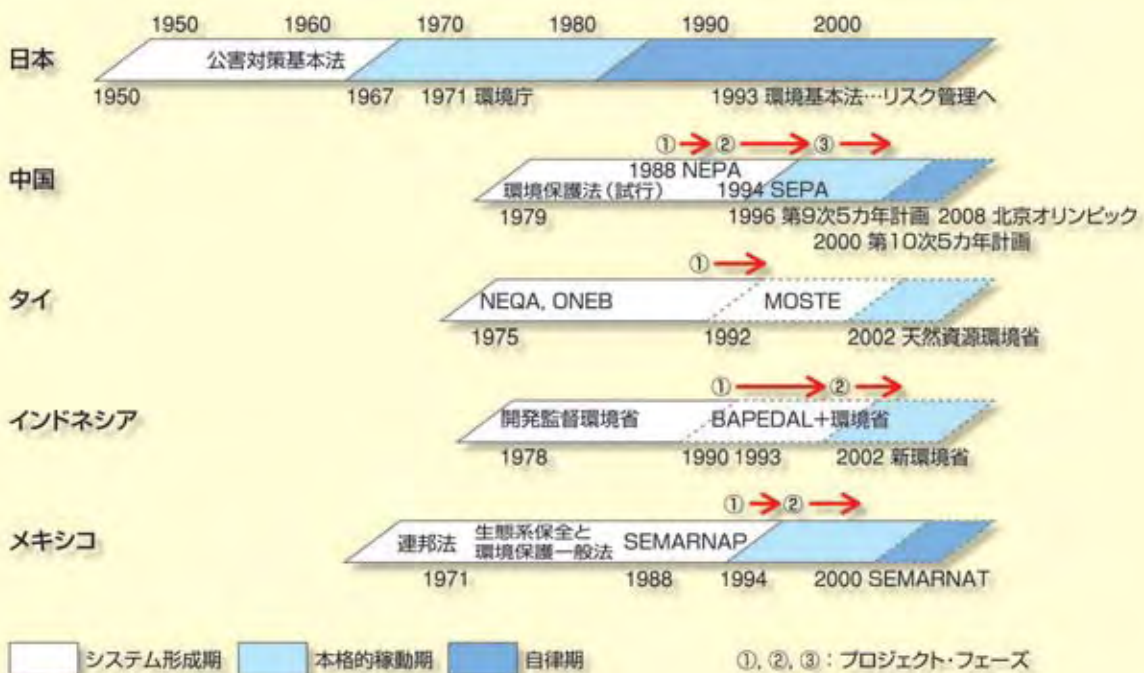 1950 1960 1970 1980 1990 2000
日本
公害対策基本法
1950 1967 1971 環境庁 1993 環境基本法…リスク管理へ
① ② ③
中国
1988 NEPA
環境保護法(試行) 1994 SEPA
1979 1996 第9次5カ年計画 2008 北京オリンピック
2000 第10次5カ年計画
①
タイ
NEQA, ONEB MOSTE
1975 1992 2002 天然資源環境省
① ②
インドネシア
開発監督環境省 BAPEDAL+環境省
1978 1990 1993 2002 新環境省
① ②
メキシコ
連邦法 生態系保全と
環境保護一般法 SEMARNAP
1971 1988 1994 2000 SEMARNAT
システム形成期 本格的稼動期 自律期 ①, ②, ③:プロジェクト・フェーズ